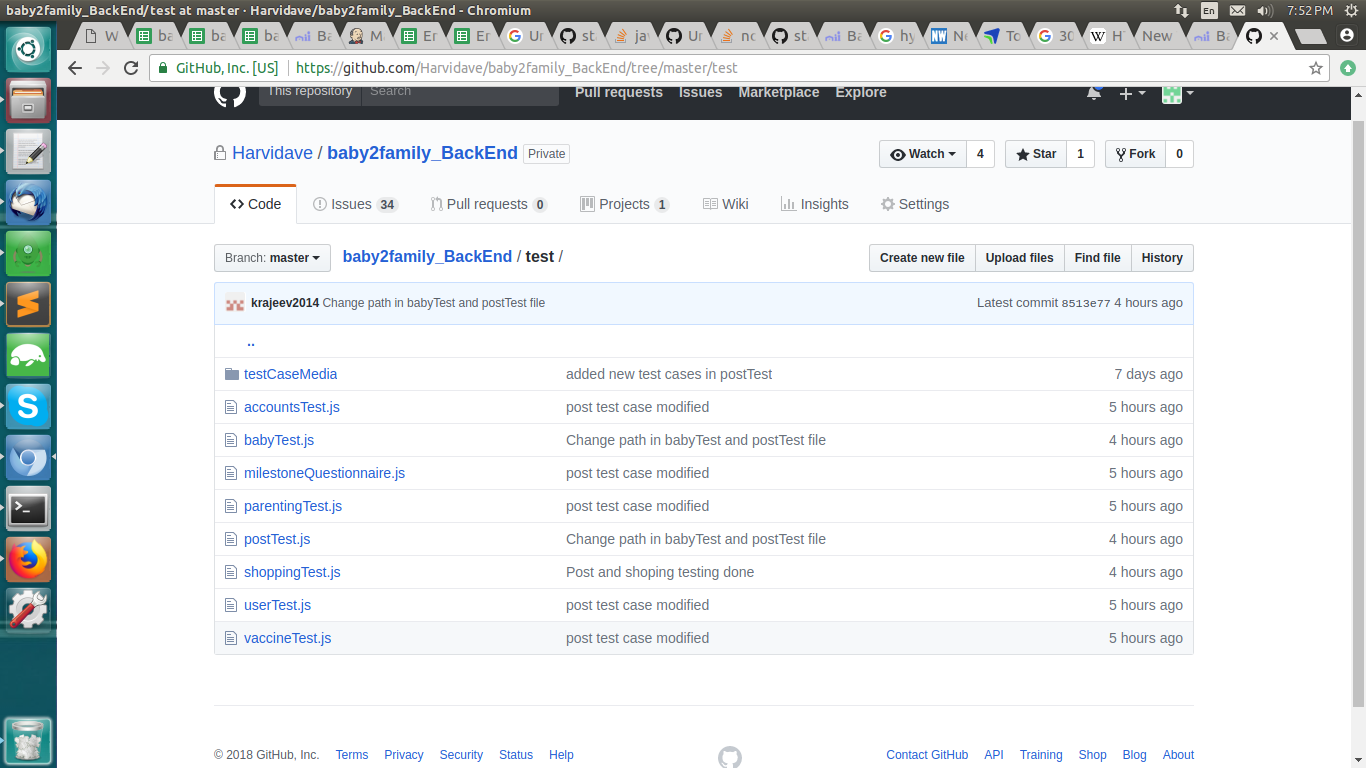 baby2family_BackEnd/test at master · Harvidave/baby2family_BackEnd - Chromium
En
7:52 PM
W ba ba ba Ba M Er Er G Ur st ja Ur no st Ba hy NW Ne To 30 W HT New Ba Ba
GitHub, Inc. [US] https://github.com/Harvidave/baby2family_BackEnd/tree/master/test
This repository Search Pull requests Issues Marketplace Explore
Harvidave / baby2family_BackEnd Private
Watch 4 Star 1 Fork 0
Code Issues 34 Pull requests 0 Projects 1 Wiki Insights Settings
Branch: master baby2family_BackEnd / test /
Create new file Upload files Find file History
krajeev2014 Change path in babyTest and postTest file Latest commit 8513e77 4 hours ago
..
testCaseMedia added new test cases in postTest 7 days ago
accountsTest.js post test case modified 5 hours ago
babyTest.js Change path in babyTest and postTest file 4 hours ago
milestoneQuestionnaire.js post test case modified 5 hours ago
parentingTest.js post test case modified 5 hours ago
postTest.js Change path in babyTest and postTest file 4 hours ago
shoppingTest.js Post and shoping testing done 4 hours ago
userTest.js post test case modified 5 hours ago
vaccineTest.js post test case modified 5 hours ago
© 2018 GitHub, Inc. Terms Privacy Security Status Help
Contact GitHub API Training Shop Blog About